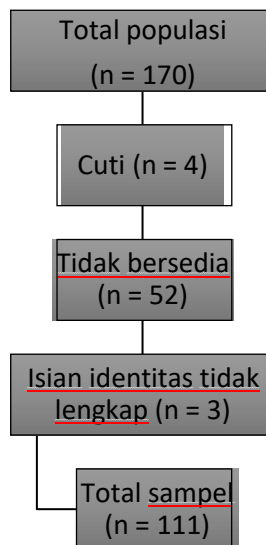 Total populasi
(n = 170)
Cuti (n = 4)
Tidak bersedia
(n = 52)
Isian identitas tidak
lengkap (n = 3)
Total sampel
(n = 111)